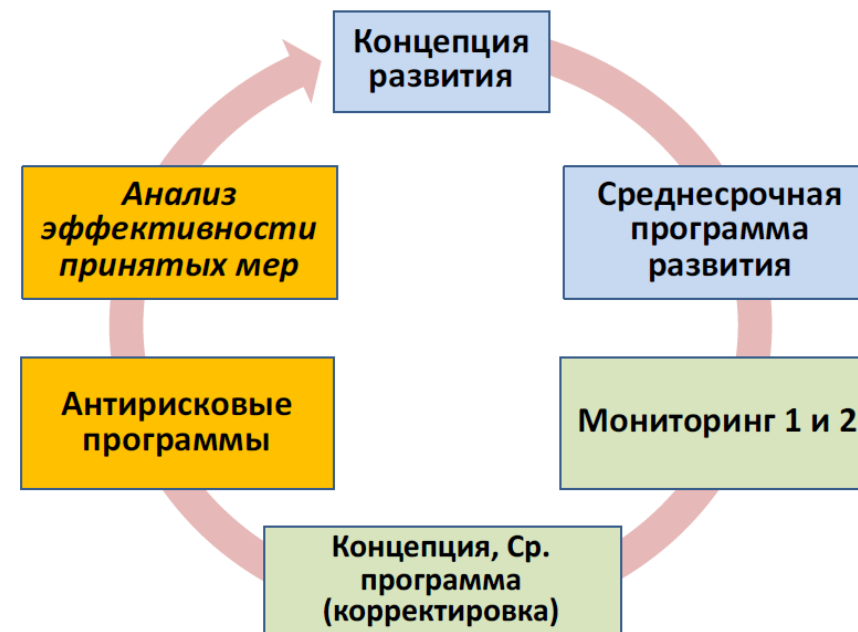 Концепция
развития
Среднесрочная
программа
развития
Мониторинг 1 и 2
Концепция, Ср.
программа
(корректировка)
Антирисковые
программы
Анализ
эффективности
принятых мер